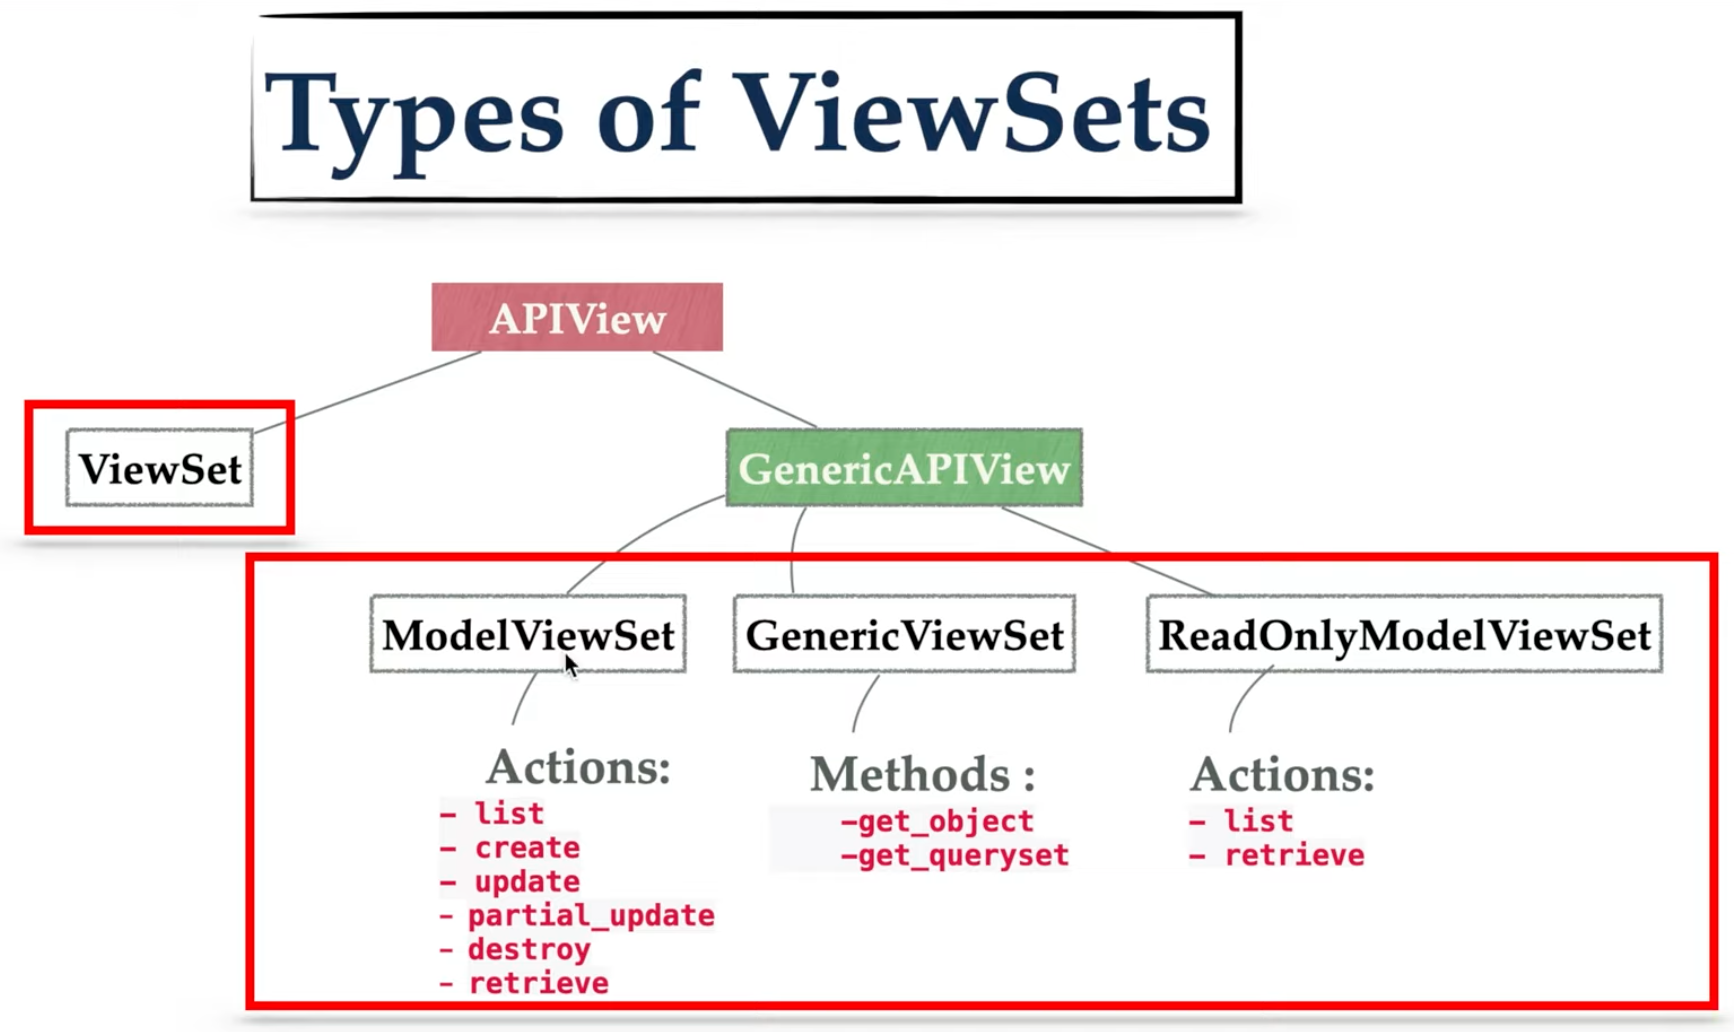 Types of ViewSets
APIView
ViewSet
GenericAPIView
ModelViewSet
GenericViewSet
ReadOnlyModelViewSet
Actions:
- list
- create
- update
- partial_update
- destroy
- retrieve
Methods :
-get_object
-get_queryset
Actions:
- list
- retrieve